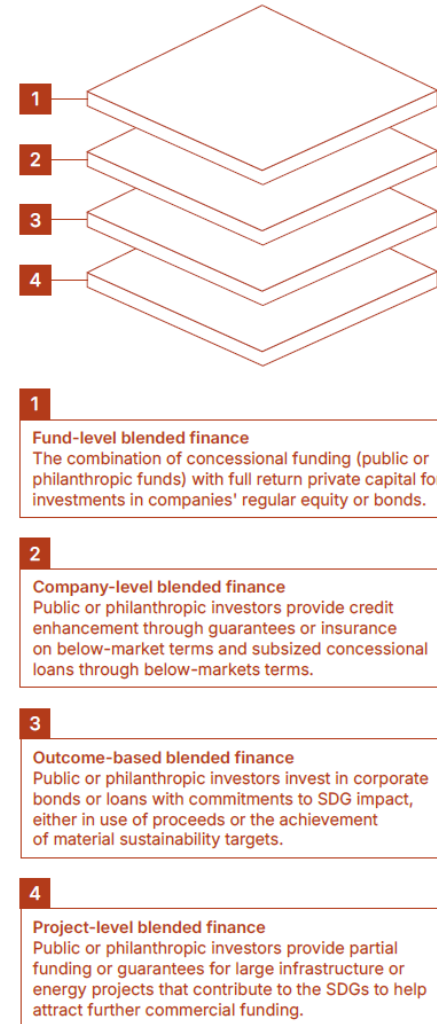 1
2
3
4
1
Fund-level blended finance
The combination of concessional funding (public or
philanthropic funds) with full return private capital for
investments in companies' regular equity or bonds.
2
Company-level blended finance
Public or philanthropic investors provide credit
enhancement through guarantees or insurance
on below-market terms and subsized concessional
loans through below-markets terms.
3
Outcome-based blended finance
Public or philanthropic investors invest in corporate
bonds or loans with commitments to SDG impact,
either in use of proceeds or the achievement
of material sustainability targets.
4
Project-level blended finance
Public or philanthropic investors provide partial
funding or guarantees for large infrastructure or
energy projects that contribute to the SDGs to help
attract further commercial funding.